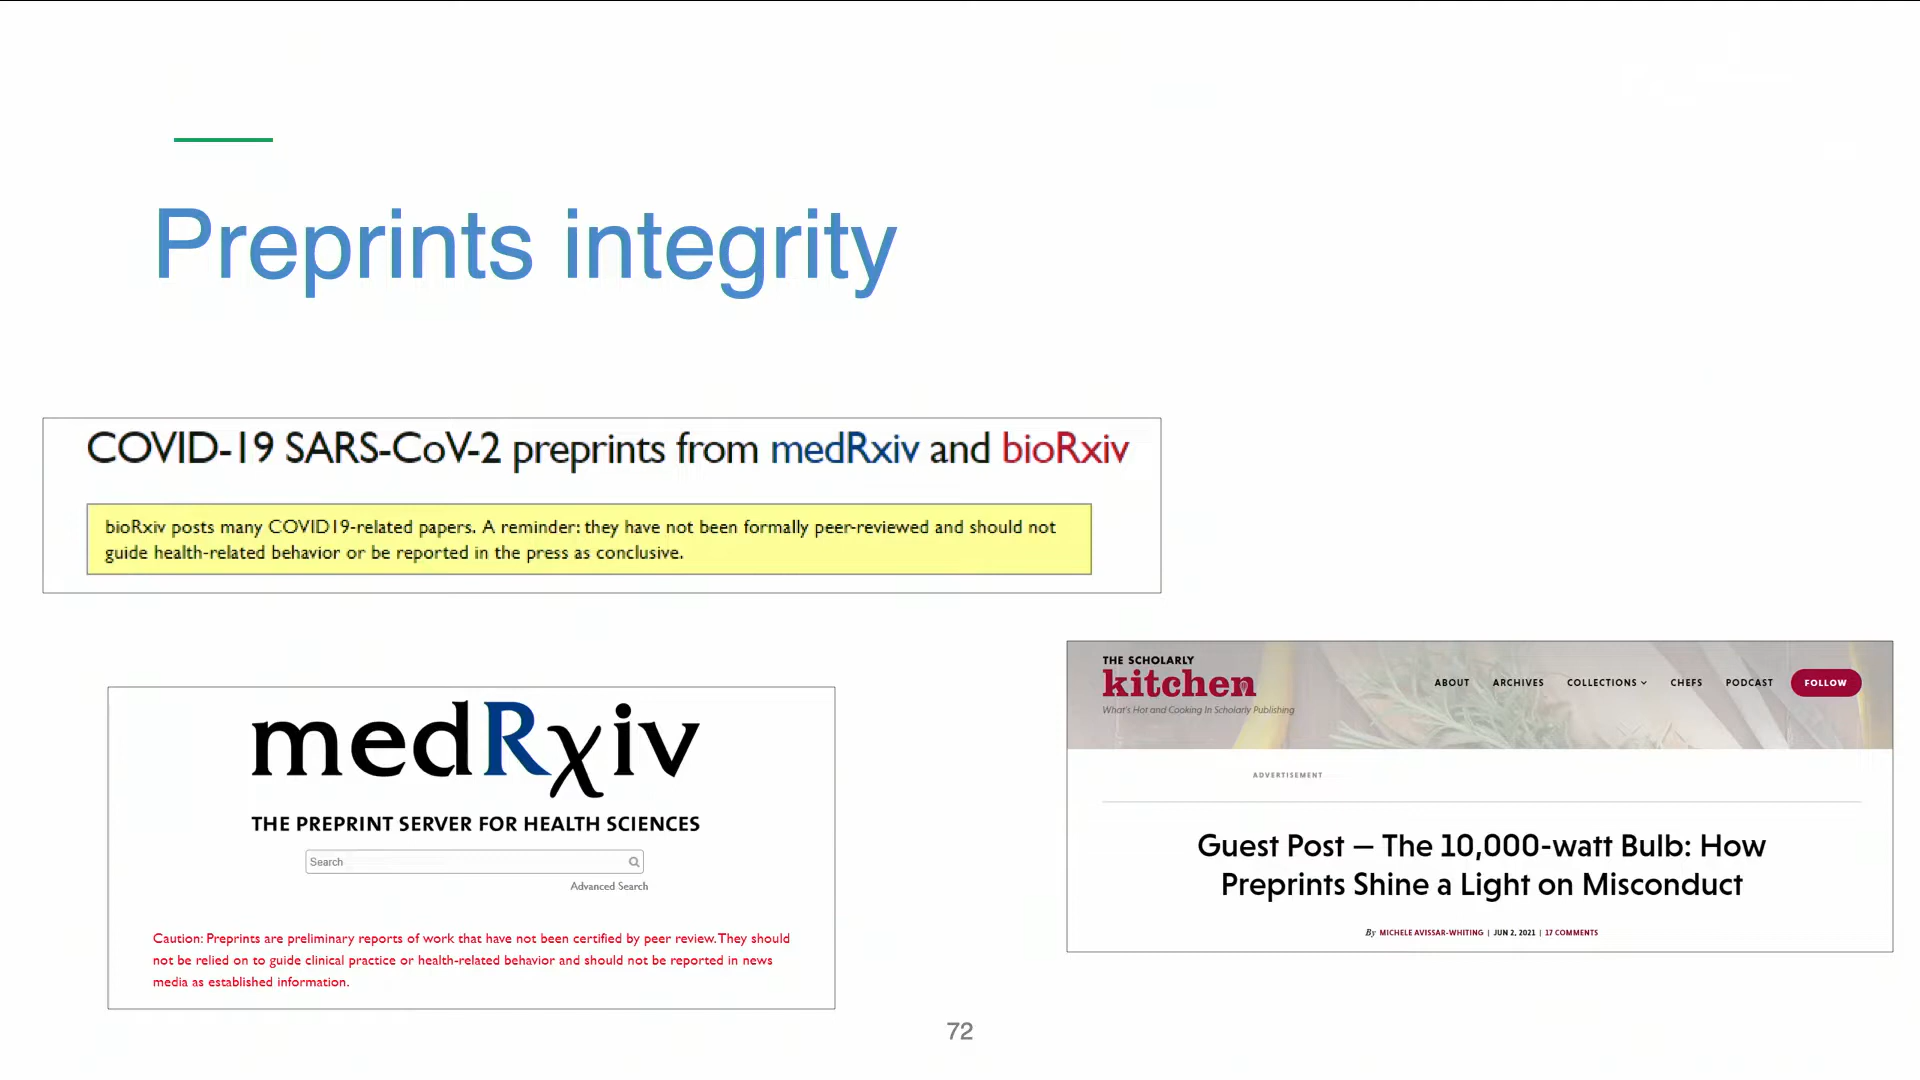 Preprints integrity
COVID-19 SARS-CoV-2 preprints from medRxiv and bioRxiv
bioRxiv posts many COVID19-related papers. A reminder: they have not been formally peer-reviewed and should not
guide health-related behavior or be reported in the press as conclusive.
medRχiv
THE PREPRINT SERVER FOR HEALTH SCIENCES
Search
Advanced Search
Caution: Preprints are preliminary reports of work that have not been certified by peer review. They should
not be relied on to guide clinical practice or health-related behavior and should not be reported in news
media as established information.
THE SCHOLARLY
kitchen
What's Hot and Cooking In Scholarly Publishing
ABOUT ARCHIVES COLLECTIONS CHEFS PODCAST FOLLOW
ADVERTISEMENT
Guest Post — The 10,000-watt Bulb: How
Preprints Shine a Light on Misconduct
By MICHELE AVISSAR-WHITING | JUN 2, 2021 | 17 COMMENTS
72